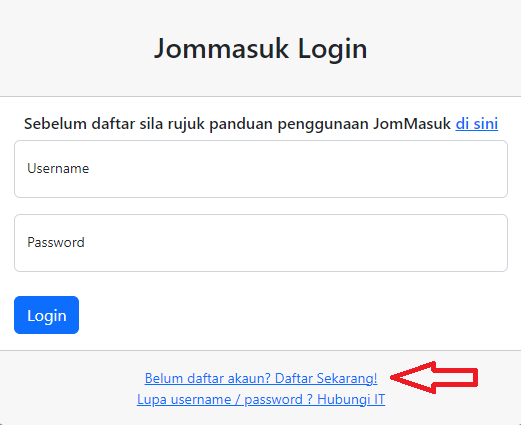 Jommasuk Login
Sebelum daftar sila rujuk panduan penggunaan JomMasuk di sini
Username
Password
Login
Belum daftar akaun? Daftar Sekarang!
Lupa username / password ? Hubungi IT